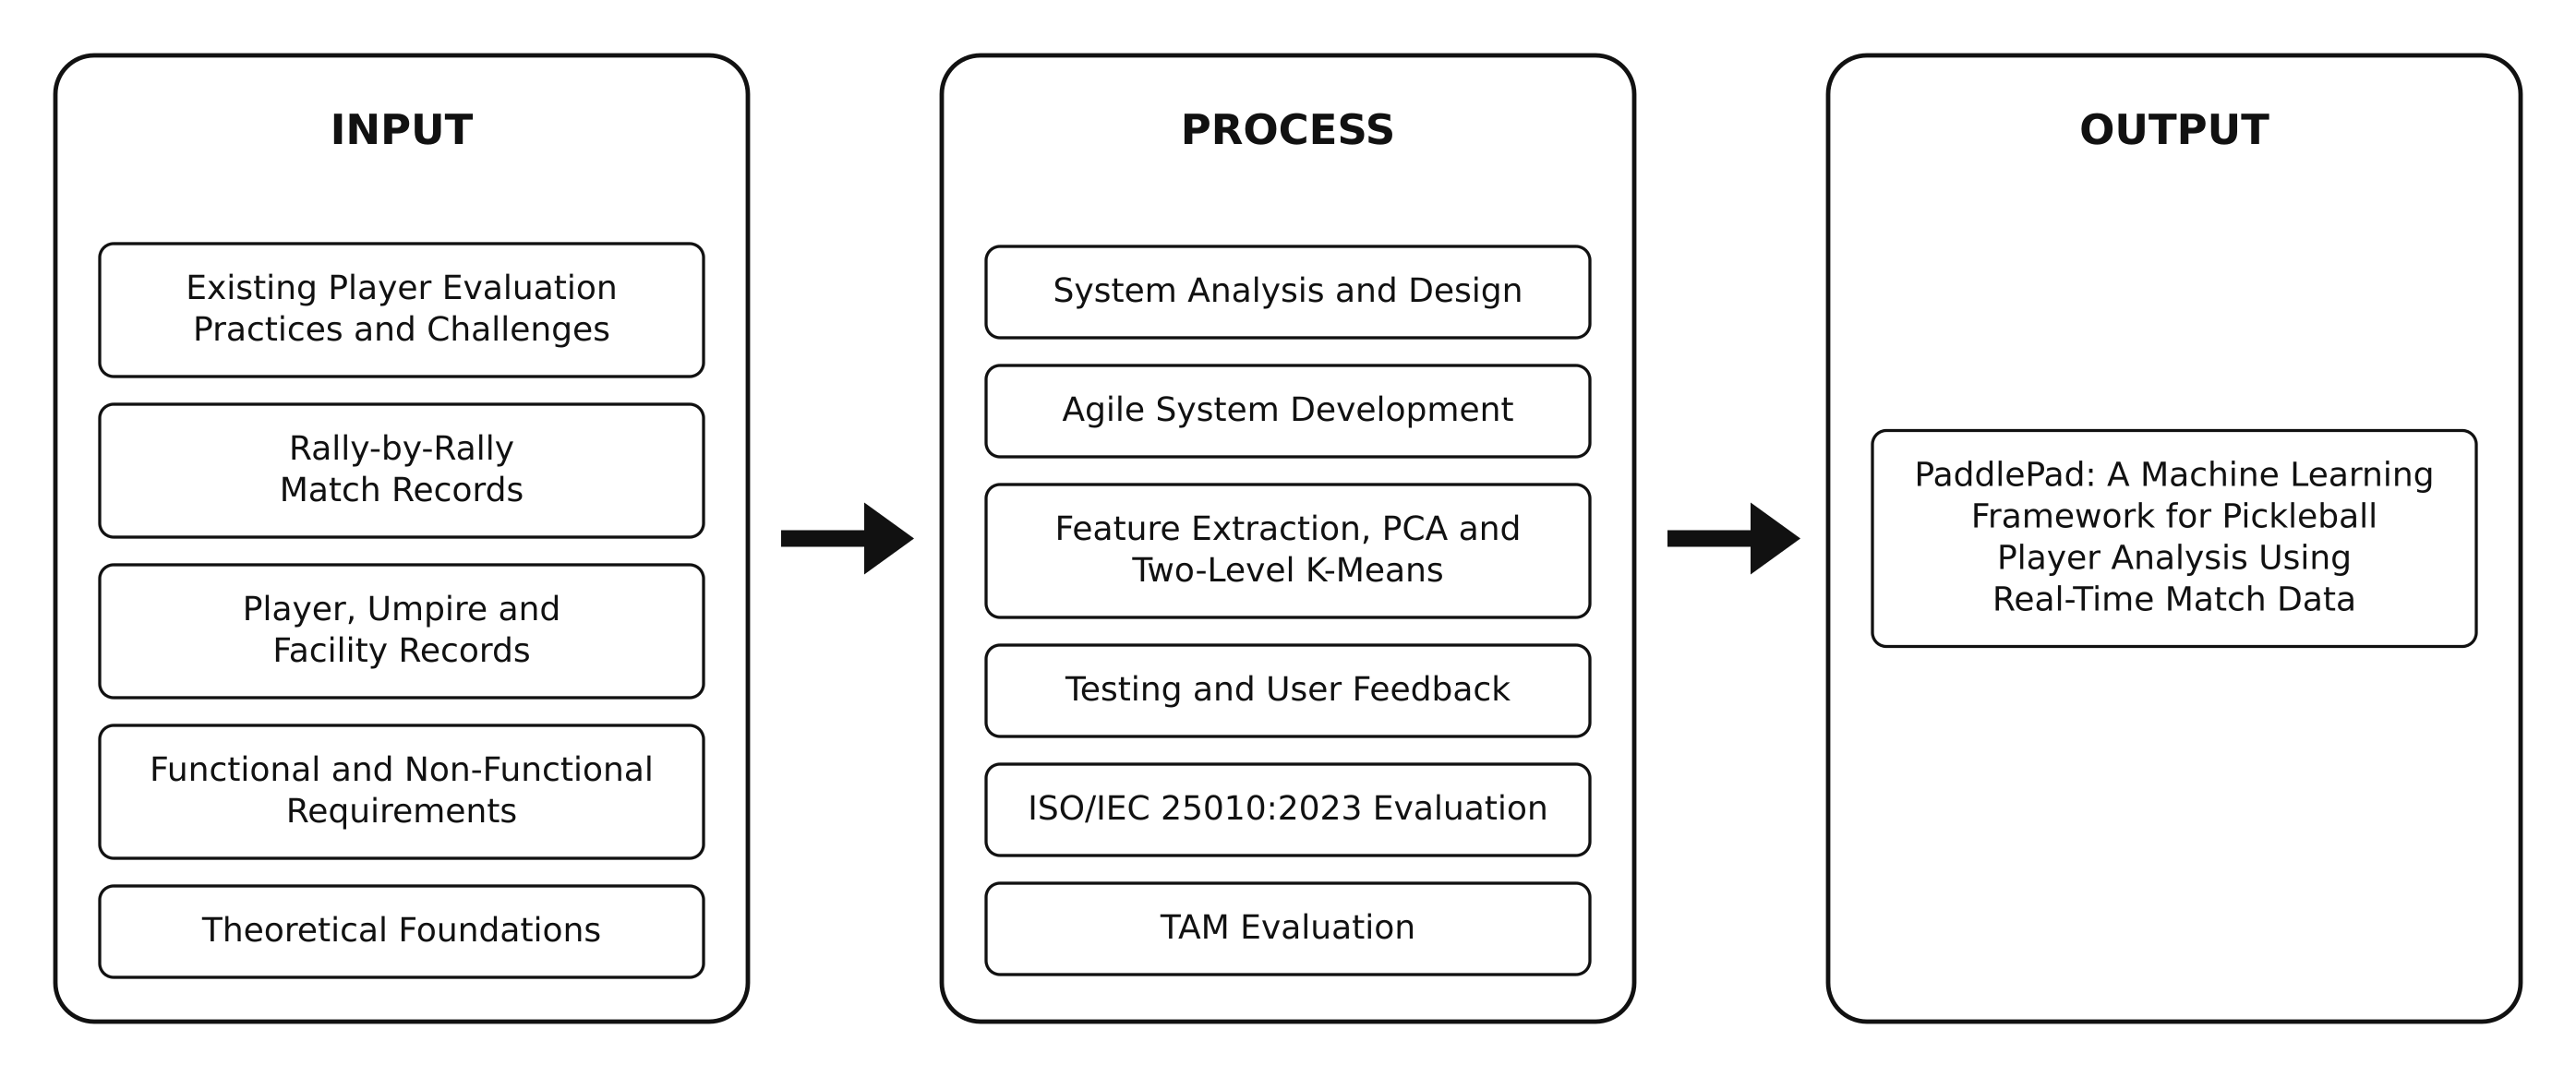 INPUT
Existing Player Evaluation
Practices and Challenges
Rally-by-Rally
Match Records
Player, Umpire and
Facility Records
Functional and Non-Functional
Requirements
Theoretical Foundations
PROCESS
System Analysis and Design
Agile System Development
Feature Extraction, PCA and
Two-Level K-Means
Testing and User Feedback
ISO/IEC 25010:2023 Evaluation
TAM Evaluation
OUTPUT
PaddlePad: A Machine Learning
Framework for Pickleball
Player Analysis Using
Real-Time Match Data